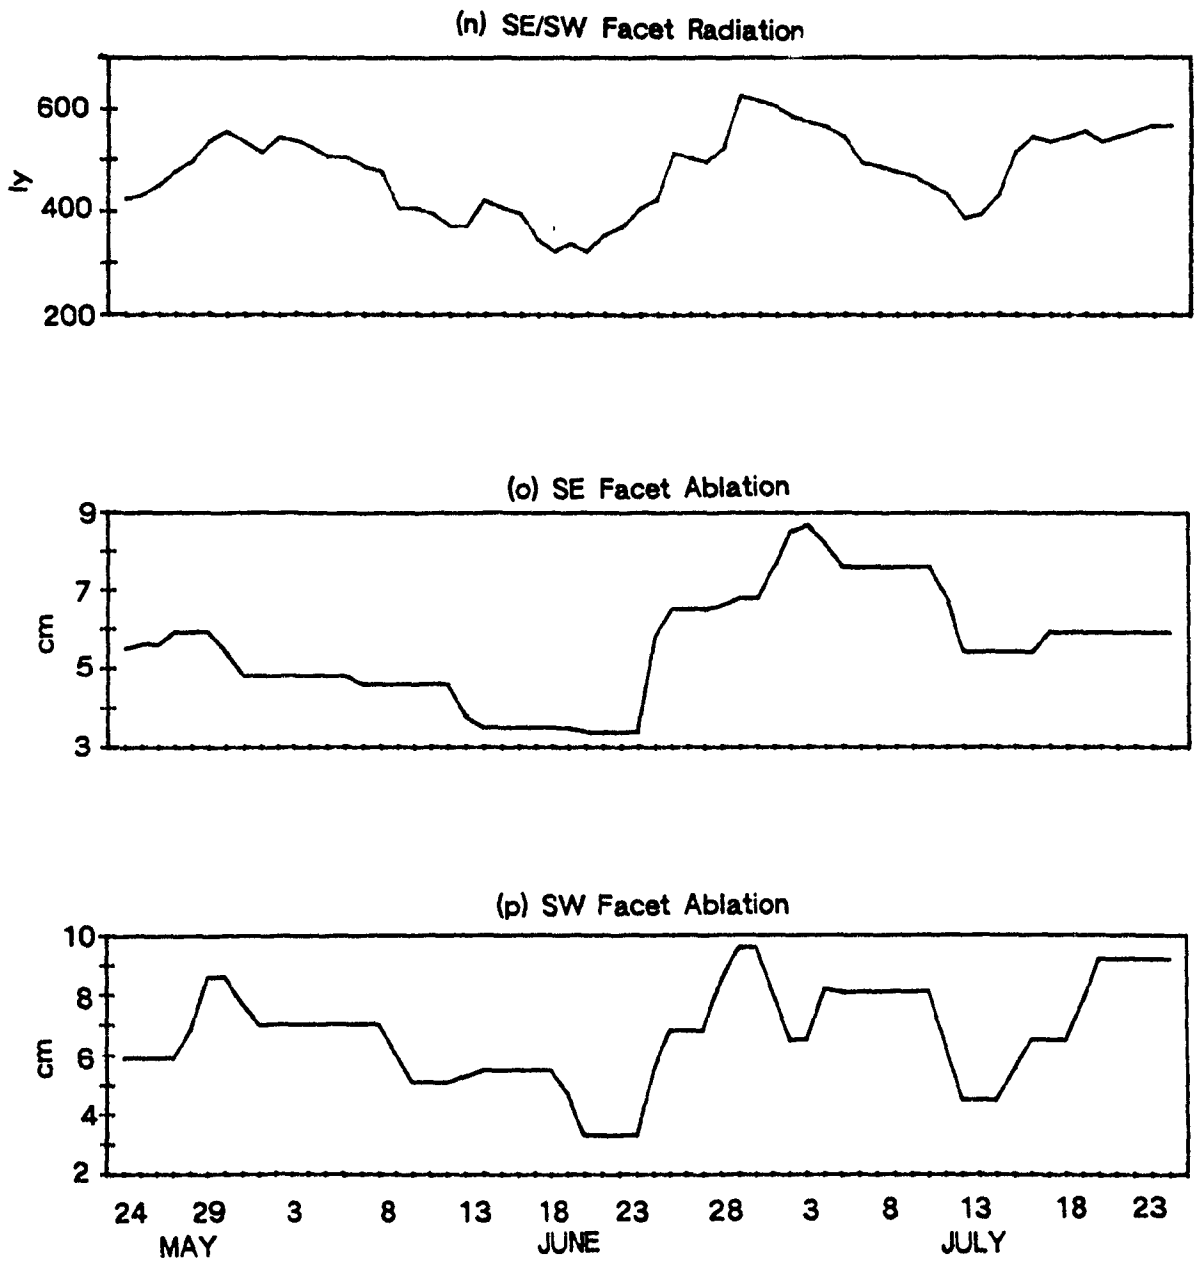 (n) SE/SW Facet Radiation
600
ly
400
200
(o) SE Facet Ablation
9
7
cm
5
3
(p) SW Facet Ablation
10
8
cm
6
4
2
24 29 3 8 13 18 23 28 3 8 13 18 23
MAY JUNE JULY